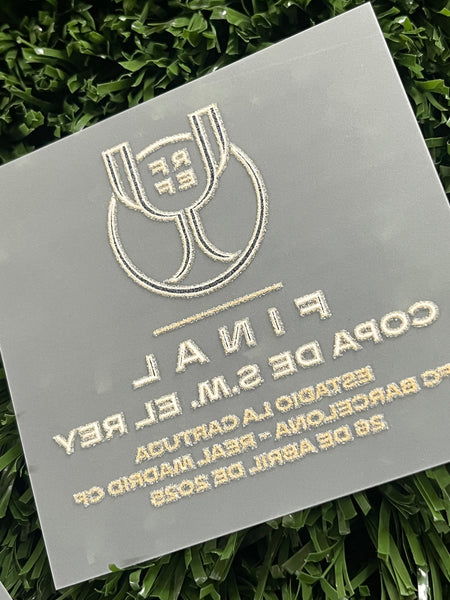 RF
EF
FINAL
COPA DE S.M. EL REY
ESTADIO LA CARTUJA
FC BARCELONA - REAL MADRID CF
26 DE ABRIL DE 2025